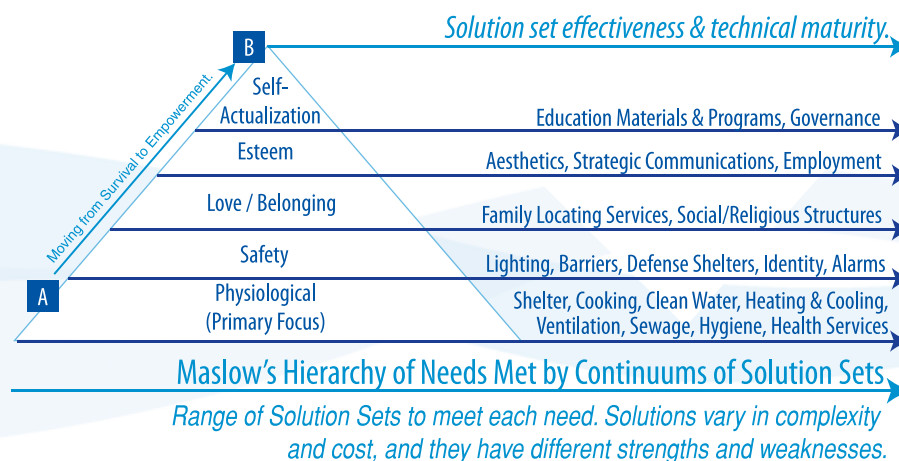 Solution set effectiveness & technical maturity.
B
Moving from Survival to Empowerment.
Self-
Actualization
Education Materials & Programs, Governance
Esteem
Aesthetics, Strategic Communications, Employment
Love / Belonging
Family Locating Services, Social/Religious Structures
Safety
Lighting, Barriers, Defense Shelters, Identity, Alarms
A
Physiological
(Primary Focus)
Shelter, Cooking, Clean Water, Heating & Cooling,
Ventilation, Sewage, Hygiene, Health Services
Maslow's Hierarchy of Needs Met by Continuums of Solution Sets
Range of Solution Sets to meet each need. Solutions vary in complexity
and cost, and they have different strengths and weaknesses.